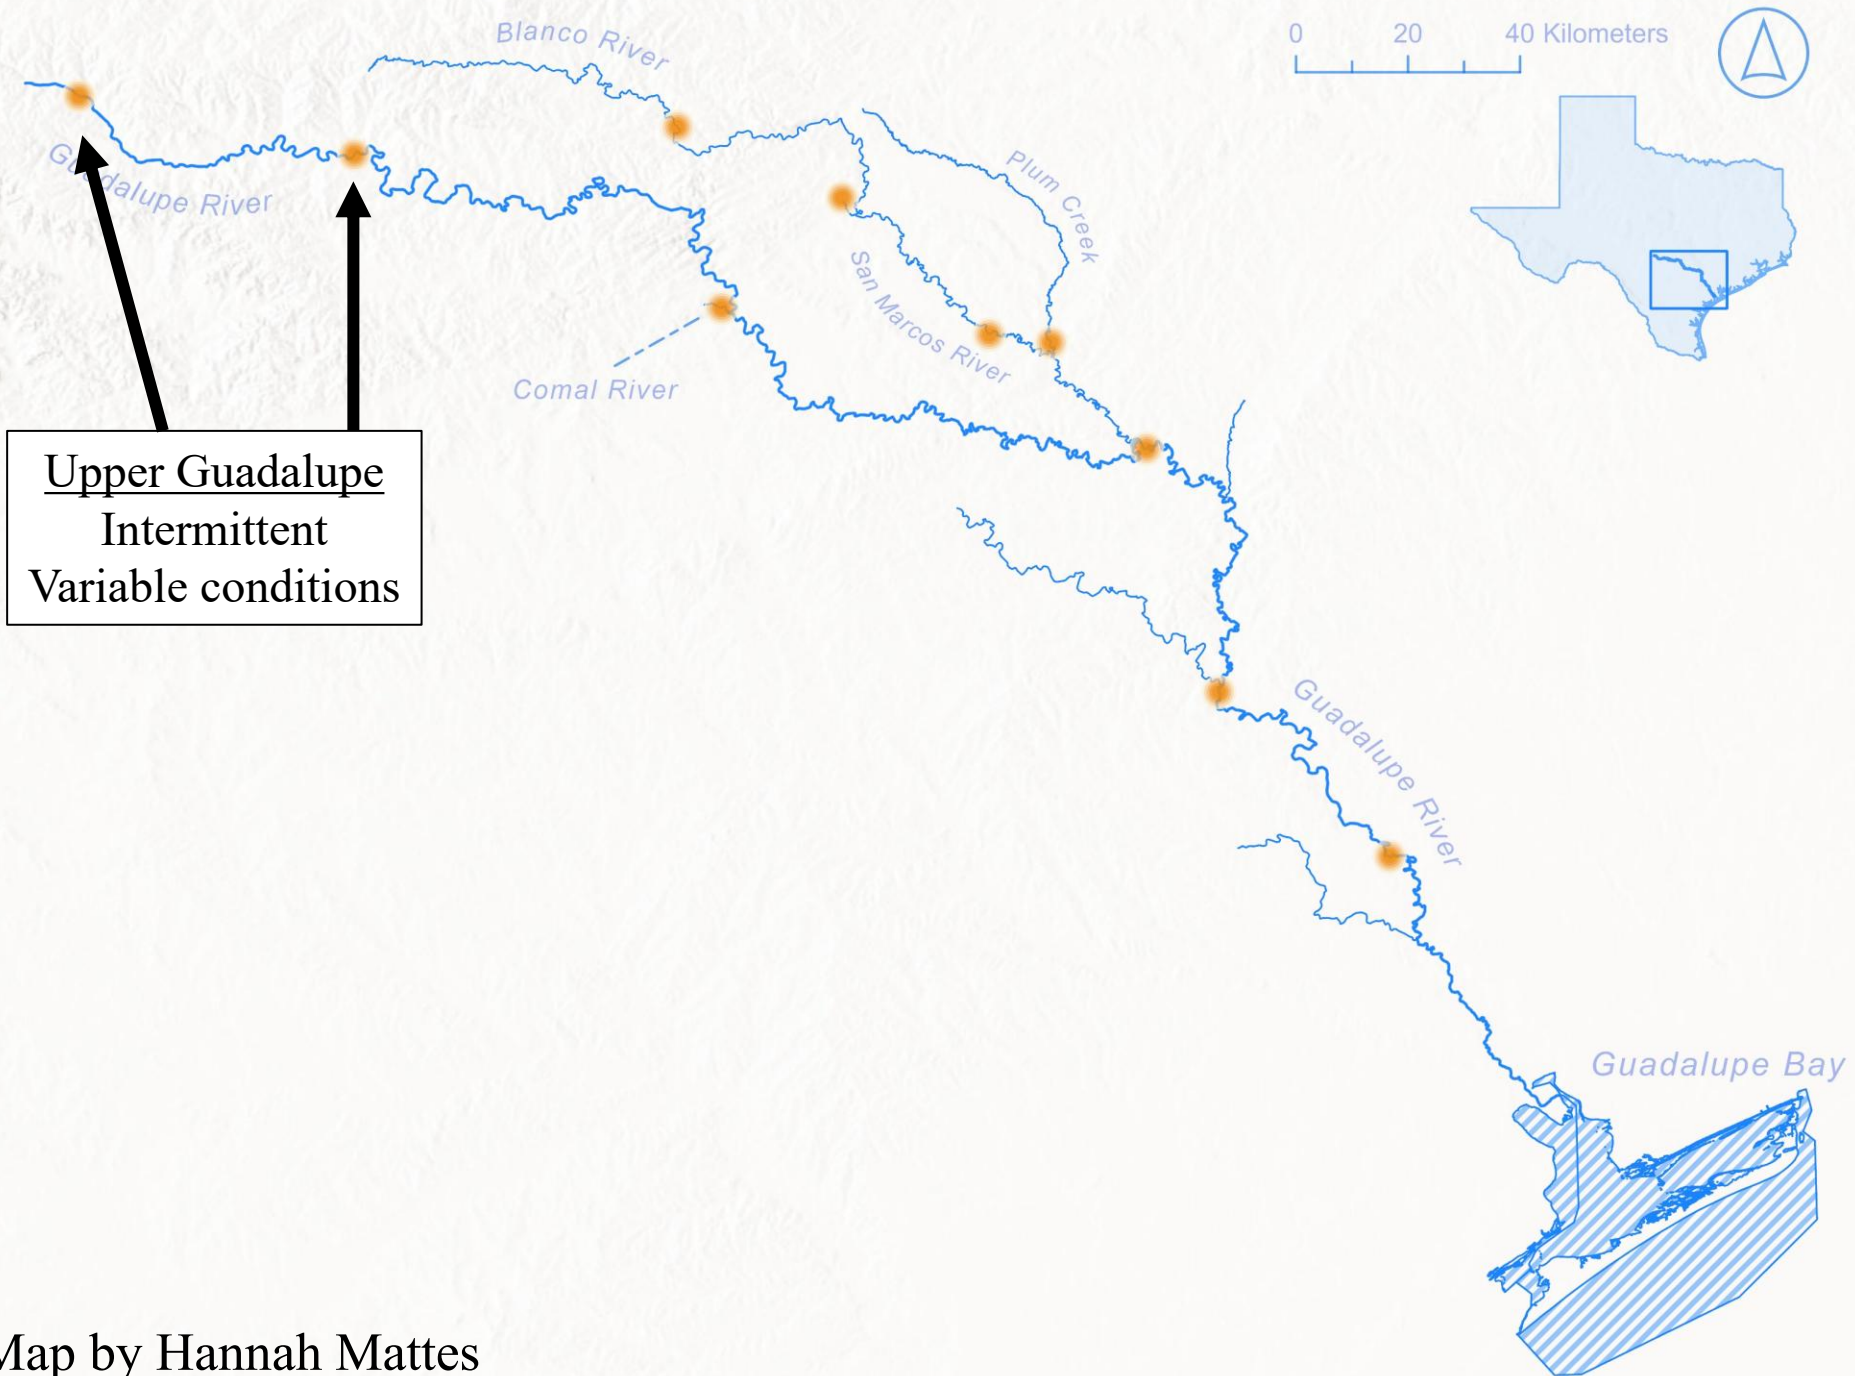 Blanco River
0 20 40 Kilometers
Guadalupe River
Plum Creek
San Marcos River
Comal River
Upper Guadalupe
Intermittent
Variable conditions
Guadalupe River
Guadalupe Bay
Map by Hannah Mattes